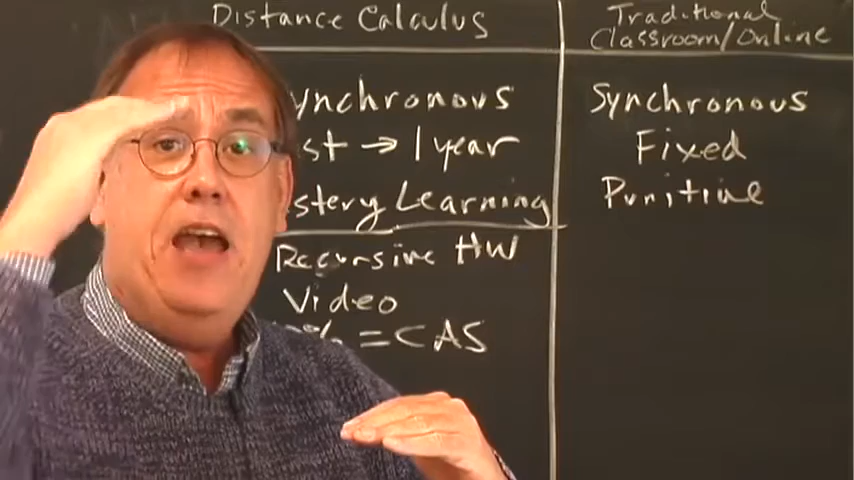 Distance Calculus
Traditional
Classroom/Online
ynchronous
st → 1 year
stery Learning
Recursive HW
Video
% = CAS
Synchronous
Fixed
Punitive